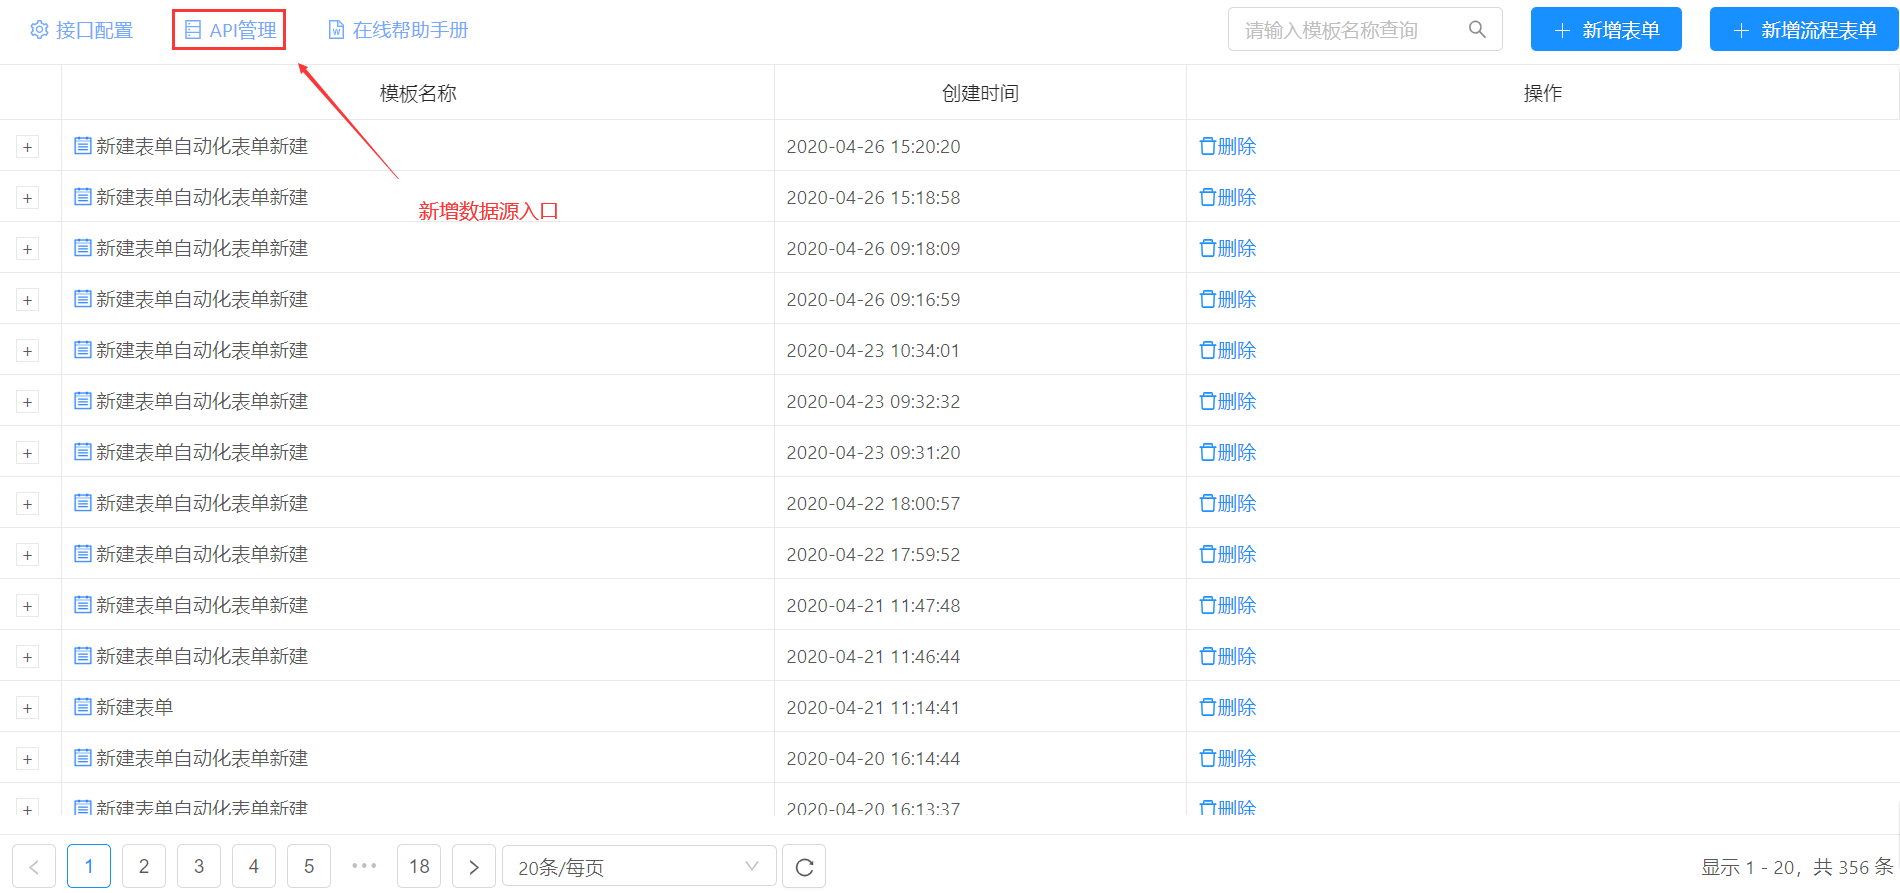 接口配置 API管理 在线帮助手册 请输入模板名称查询 + 新增表单 + 新增流程表单
模板名称 创建时间 操作
+ 新建表单自动化表单新建 2020-04-26 15:20:20 删除
+ 新建表单自动化表单新建 2020-04-26 15:18:58 删除
新增数据源入口
+ 新建表单自动化表单新建 2020-04-26 09:18:09 删除
+ 新建表单自动化表单新建 2020-04-26 09:16:59 删除
+ 新建表单自动化表单新建 2020-04-23 10:34:01 删除
+ 新建表单自动化表单新建 2020-04-23 09:32:32 删除
+ 新建表单自动化表单新建 2020-04-23 09:31:20 删除
+ 新建表单自动化表单新建 2020-04-22 18:00:57 删除
+ 新建表单自动化表单新建 2020-04-22 17:59:52 删除
+ 新建表单自动化表单新建 2020-04-21 11:47:48 删除
+ 新建表单自动化表单新建 2020-04-21 11:46:44 删除
+ 新建表单 2020-04-21 11:14:41 删除
+ 新建表单自动化表单新建 2020-04-20 16:14:44 删除
+ 新建表单自动化表单新建 2020-04-20 16:13:37 删除
< 1 2 3 4 5 ••• 18 > 20条/每页 显示 1 - 20，共 356 条